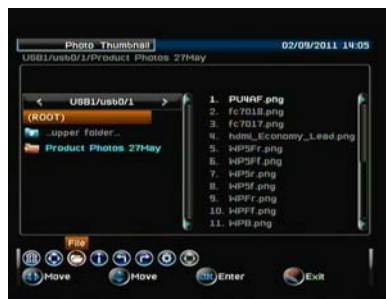 Photo Thumbnail 02/09/2011 14:05
USB1/usb0/1/Product Photos 27May
< USB1/usb0/1 >
(ROOT)
..upper folder..
Product Photos 27May
1. PU4AF.png
2. fc7018.png
3. fc7017.png
4. hdmi_Economy_Lead.png
5. WP5Fr.png
6. WP5Ff.png
7. WP5r.png
8. WP5f.png
9. WPFr.png
10. WPFf.png
11. WPB.png
File
Move Move OK Enter Exit